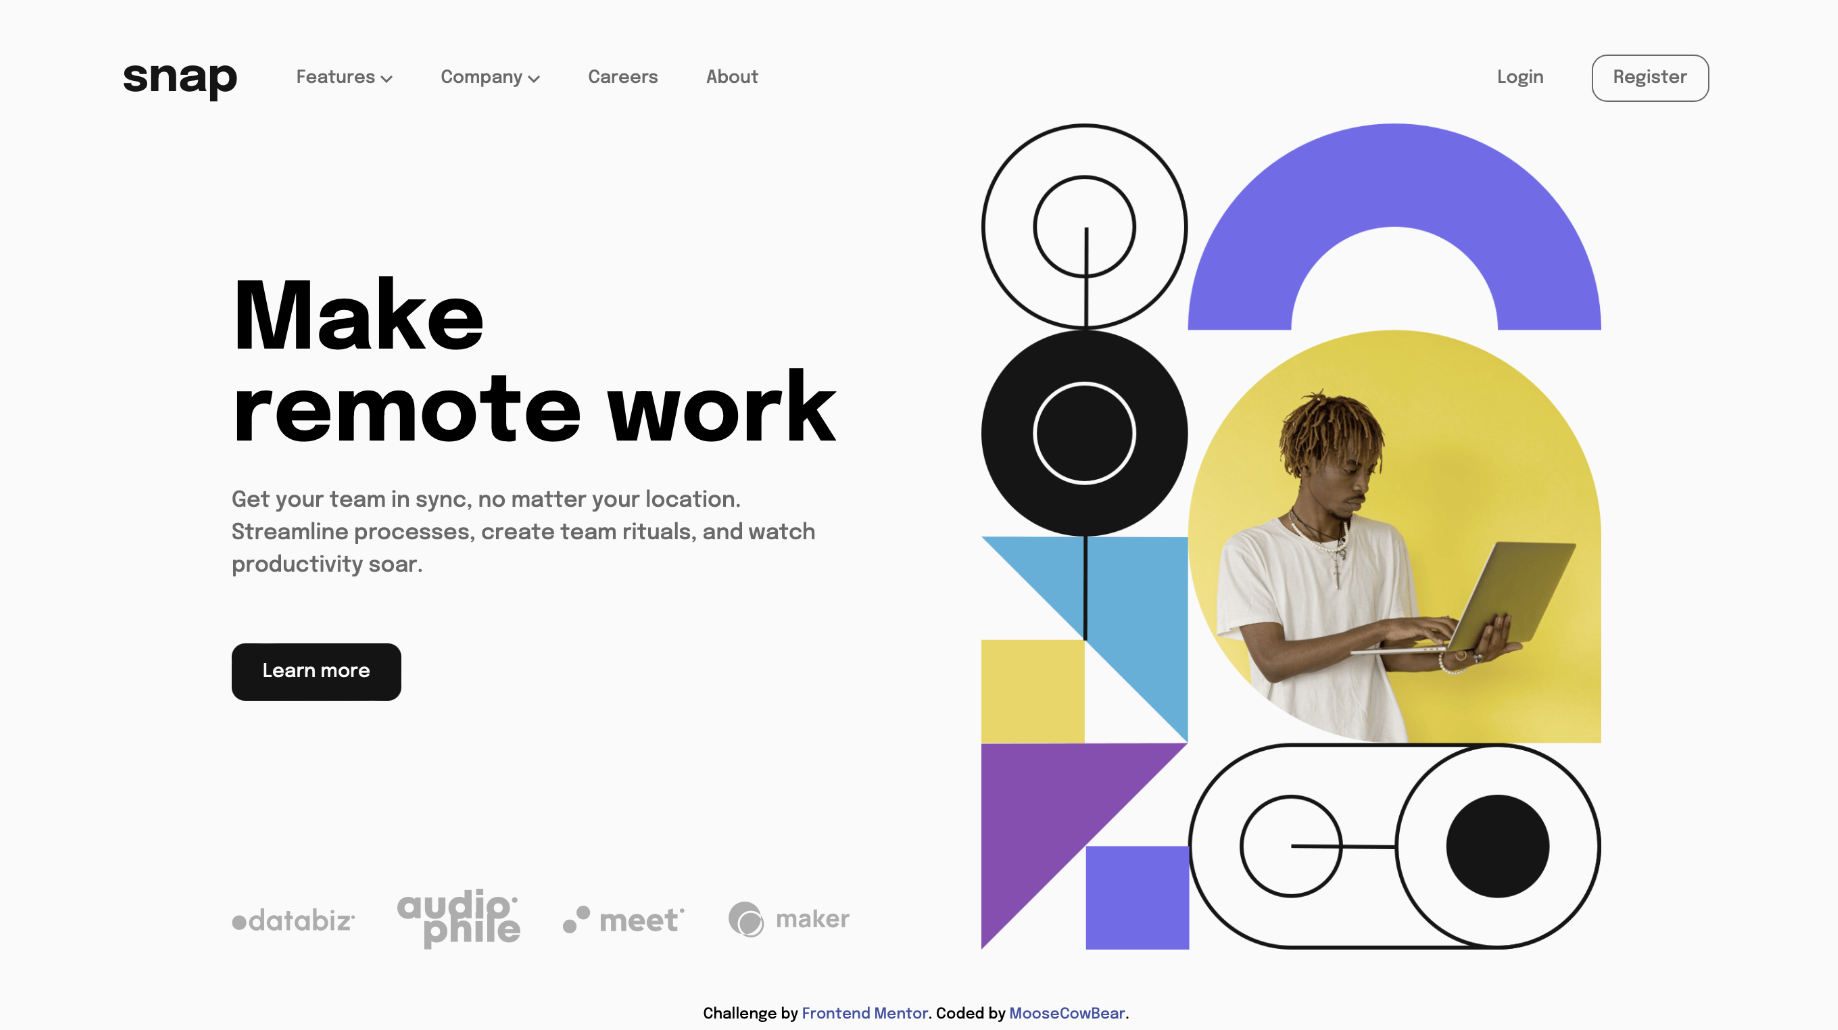 snap Features Company Careers About Login Register
Make
remote work
Get your team in sync, no matter your location.
Streamline processes, create team rituals, and watch
productivity soar.
Learn more
databiz audiophile meet maker
Challenge by Frontend Mentor. Coded by MooseCowBear.